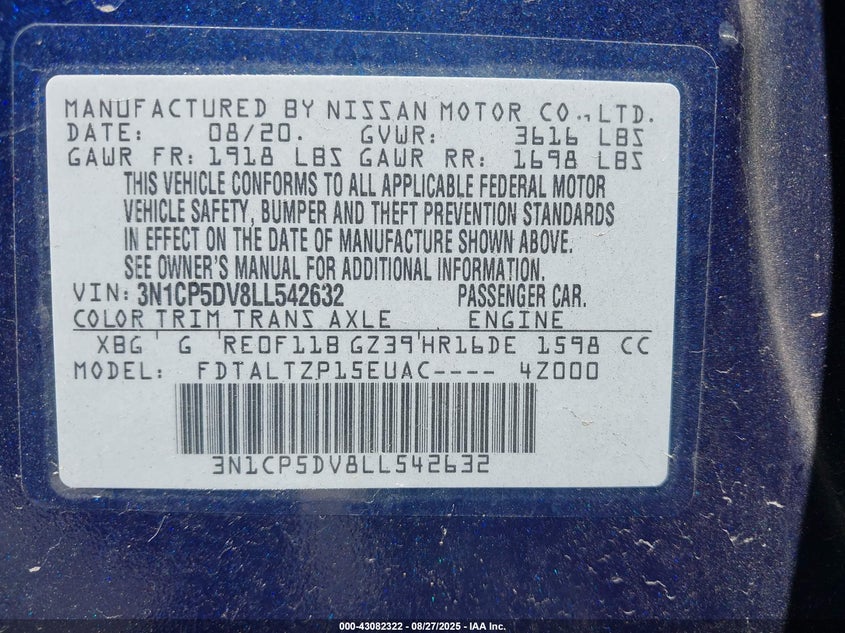 MANUFACTURED BY NISSAN MOTOR CO., LTD.
DATE: 08/20. GVWR: 3616 LBS
GAWR FR: 1918 LBS GAWR RR: 1698 LBS
THIS VEHICLE CONFORMS TO ALL APPLICABLE FEDERAL MOTOR
VEHICLE SAFETY, BUMPER AND THEFT PREVENTION STANDARDS
IN EFFECT ON THE DATE OF MANUFACTURE SHOWN ABOVE.
SEE OWNER'S MANUAL FOR ADDITIONAL INFORMATION.
VIN: 3N1CP5DV8LL542632 PASSENGER CAR.
COLOR TRIM TRANS AXLE ENGINE
XBG G RE0F11B GZ39 HR16DE 1598 CC
MODEL: FDTALTZP15EUAC---- 4Z000
3N1CP5DV8LL542632
000-43082322 - 08/27/2025 - IAA Inc.